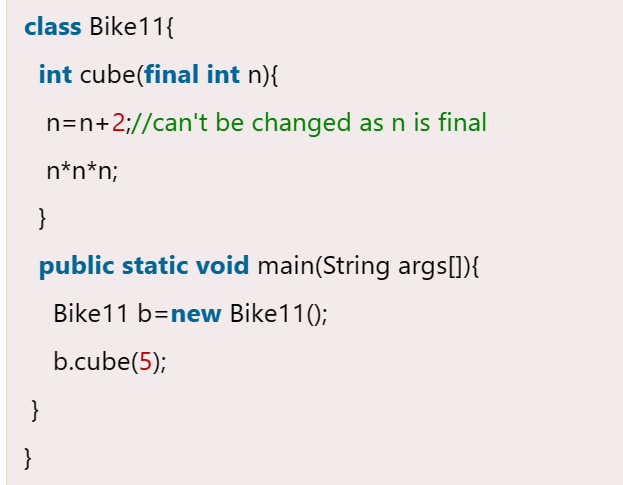 class Bike11{
int cube(final int n){
n=n+2;//can't be changed as n is final
n*n*n;
}
public static void main(String args[]){
Bike11 b=new Bike11();
b.cube(5);
}
}